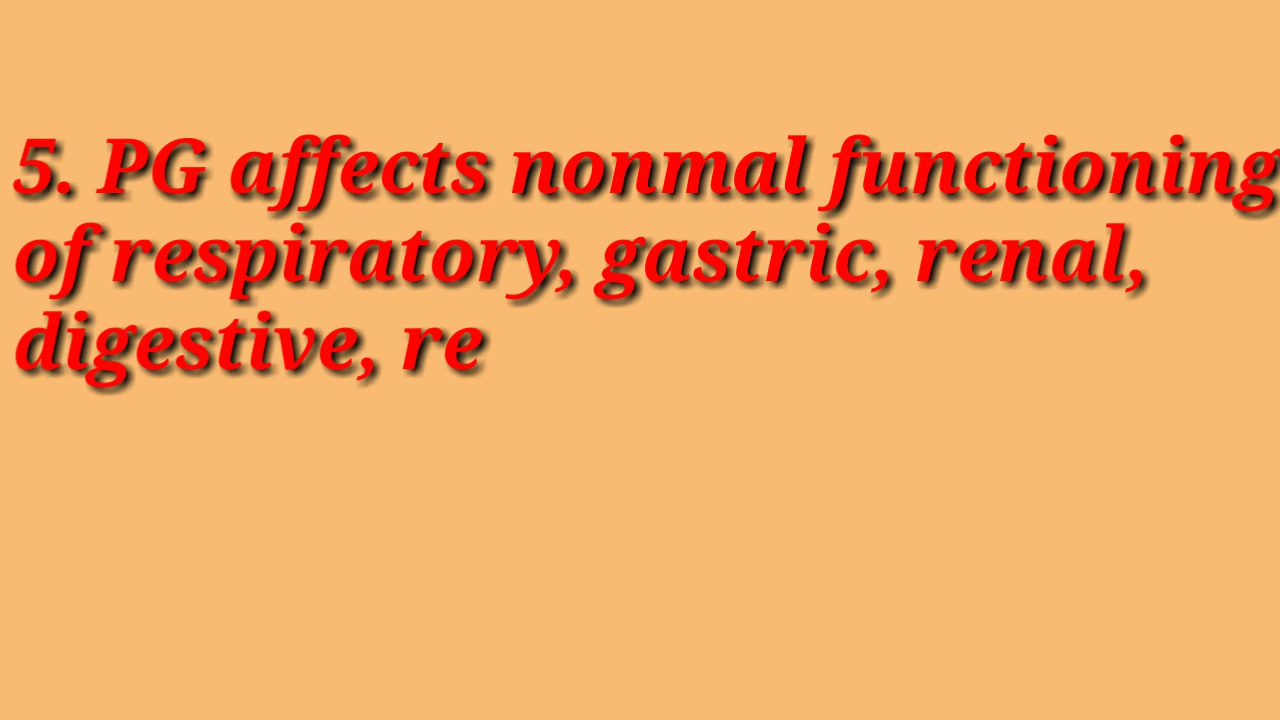 5. PG affects nonmal functioning
of respiratory, gastric, renal,
digestive, re